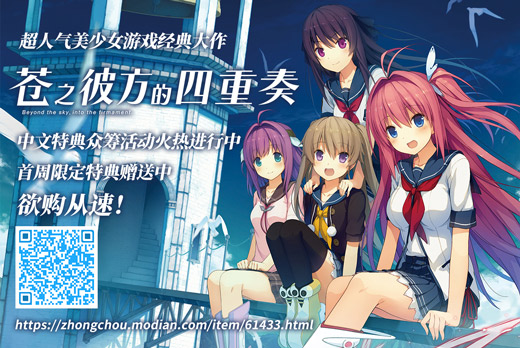 超人气美少女游戏经典大作
苍之彼方的四重奏
Beyond the sky, into the firmament.
中文特典众筹活动火热进行中
首周限定特典赠送中
欲购从速！
https://zhongchou.modian.com/item/61433.html